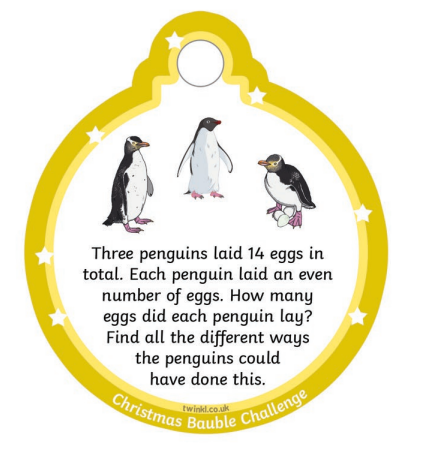 Three penguins laid 14 eggs in
total. Each penguin laid an even
number of eggs. How many
eggs did each penguin lay?
Find all the different ways
the penguins could
have done this.
twinkl.co.uk
Christmas Bauble Challenge